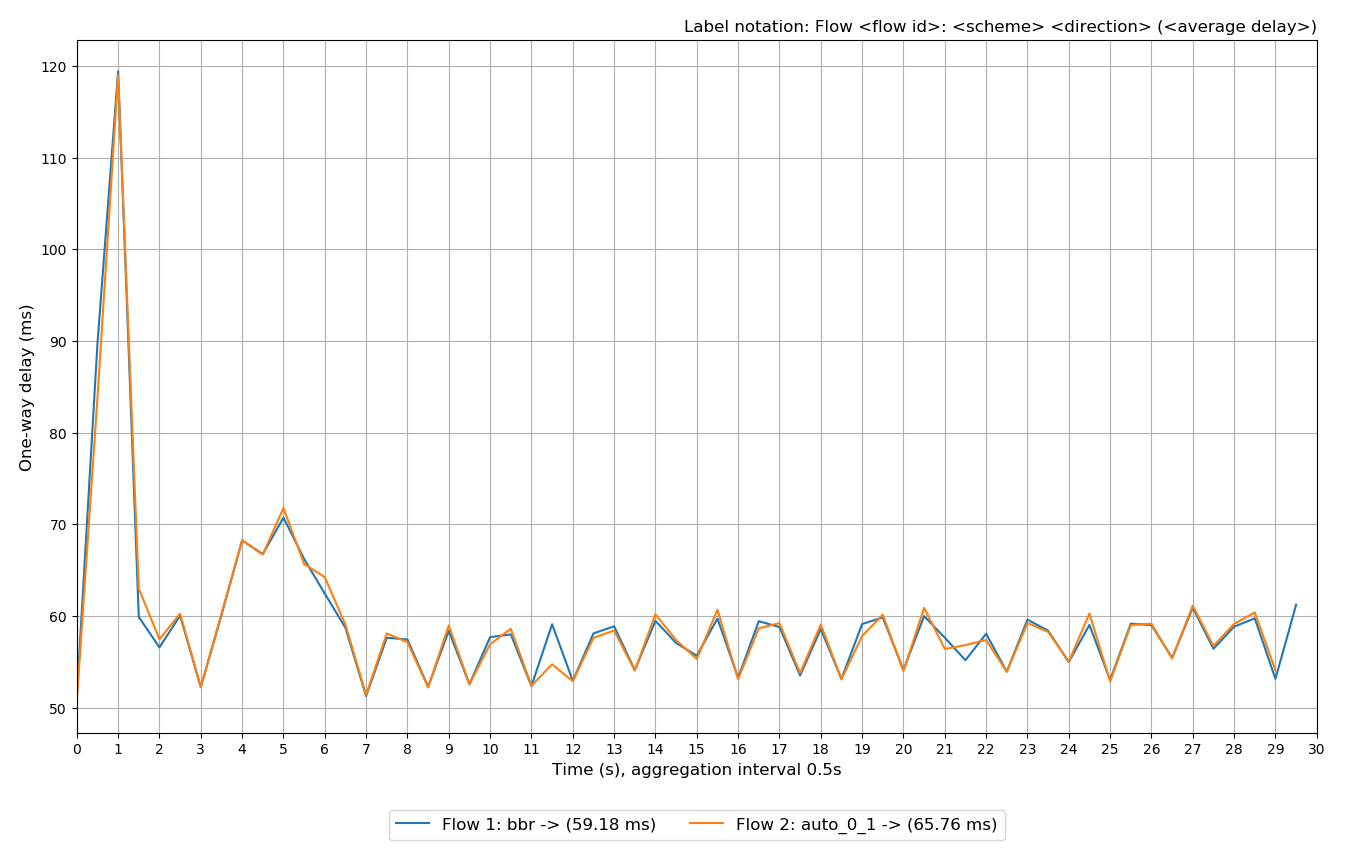 Label notation: Flow <flow id>: <scheme> <direction> (<average delay>)
120
110
100
90
80
70
60
50
One-way delay (ms)
0 1 2 3 4 5 6 7 8 9 10 11 12 13 14 15 16 17 18 19 20 21 22 23 24 25 26 27 28 29 30
Time (s), aggregation interval 0.5s
Flow 1: bbr -> (59.18 ms) Flow 2: auto_0_1 -> (65.76 ms)